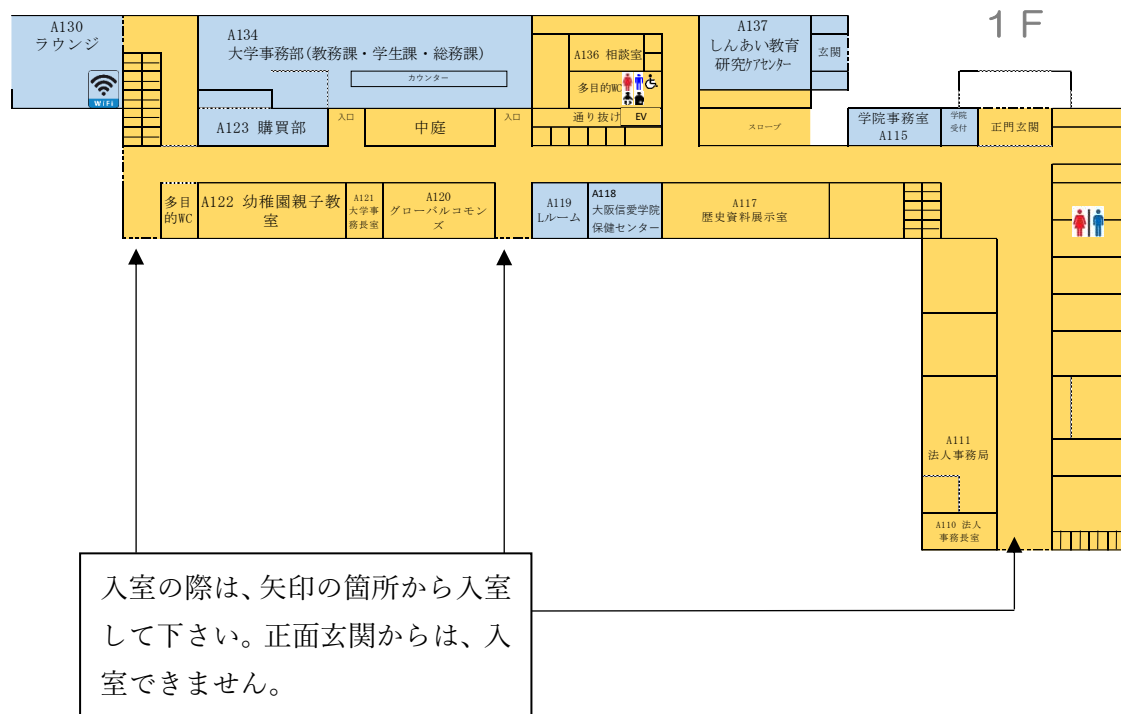 1F
A130
ラウンジ
WiFi
A134
大学事務部(教務課・学生課・総務課)
カウンター
A136 相談室
多目的WC
A137
しんあい教育
研究ケアセンター
玄関
A123 購買部
入口
中庭
入口
通り抜け
EV
スロープ
学院事務室
A115
学院
受付
正門玄関
多目
的WC
A122 幼稚園親子教
室
A121
大学事
務長室
A120
グローバルコモン
ズ
A119
Lルーム
A118
大阪信愛学院
保健センター
A117
歴史資料展示室
A111
法人事務局
A110 法人
事務長室
入室の際は、矢印の箇所から入室
して下さい。正面玄関からは、入
室できません。